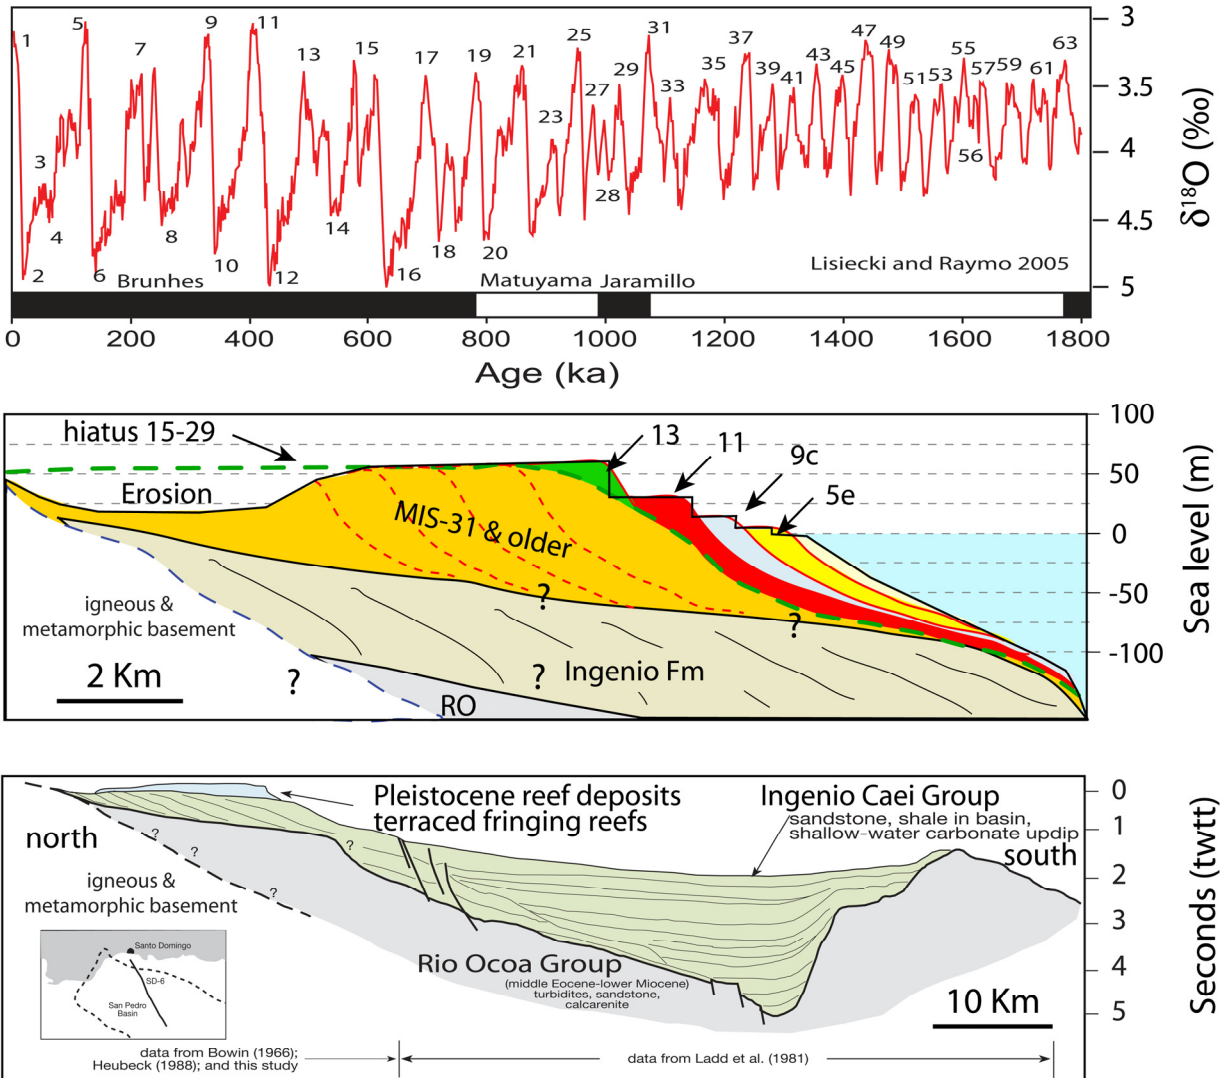 1
2
3
4
5
6
7
8
9
10
11
12
13
14
15
16
17
18
19
20
21
23
25
27
28
29
31
33
35
37
39
41
43
45
47
49
51
53
55
56
57
59
61
63
Brunhes
Matuyama
Jaramillo
Lisiecki and Raymo 2005
3
3.5
4
4.5
5
δ18O (‰)
0 200 400 600 800 1000 1200 1400 1600 1800
Age (ka)
hiatus 15-29
13
11
9c
5e
Erosion
MIS-31 & older
igneous &
metamorphic basement
?
?
?
?
Ingenio Fm
RO
2 Km
100
50
0
-50
-100
Sea level (m)
Pleistocene reef deposits
terraced fringing reefs
Ingenio Caei Group
sandstone, shale in basin,
shallow-water carbonate updip
north
south
igneous &
metamorphic basement
?
?
?
?
Santo Domingo
SD-6
San Pedro
Basin
Rio Ocoa Group
(middle Eocene-lower Miocene)
turbidites, sandstone,
calcarenite
10 Km
0
1
2
3
4
5
Seconds (twtt)
data from Bowin (1966);
Heubeck (1988); and this study
data from Ladd et al. (1981)